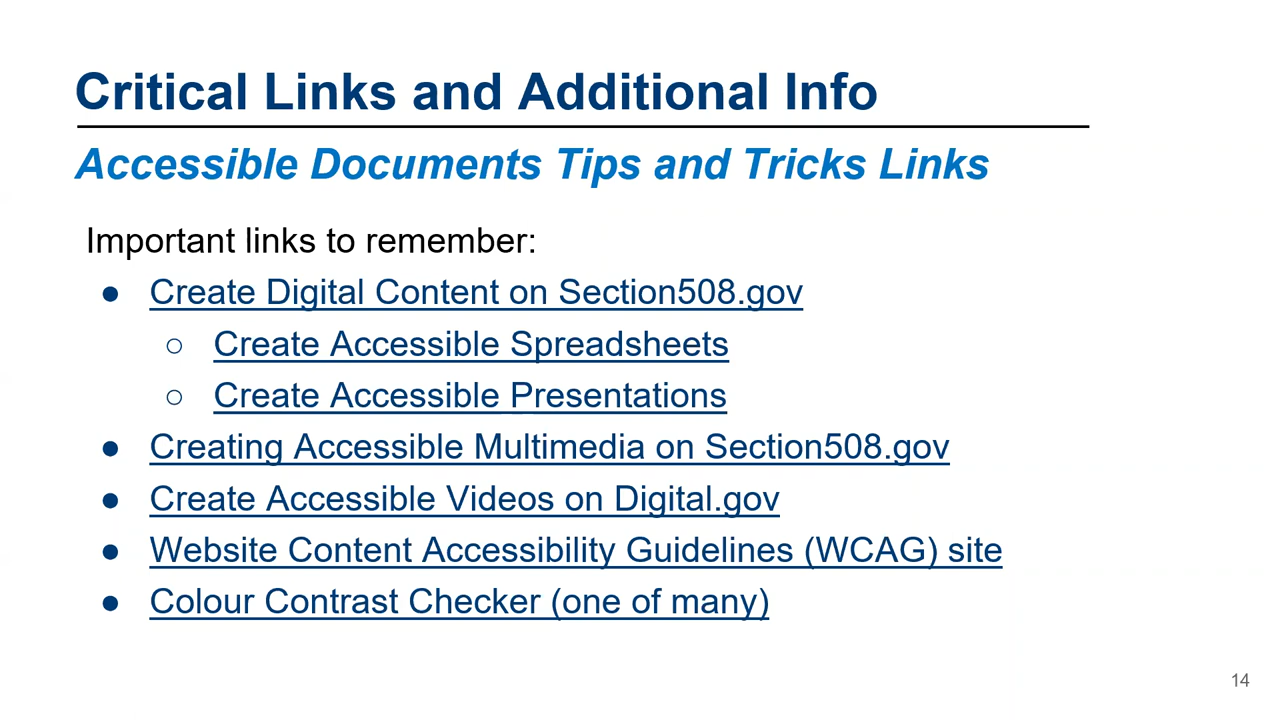 Critical Links and Additional Info
Accessible Documents Tips and Tricks Links
Important links to remember:
● Create Digital Content on Section508.gov
○ Create Accessible Spreadsheets
○ Create Accessible Presentations
● Creating Accessible Multimedia on Section508.gov
● Create Accessible Videos on Digital.gov
● Website Content Accessibility Guidelines (WCAG) site
● Colour Contrast Checker (one of many)
14